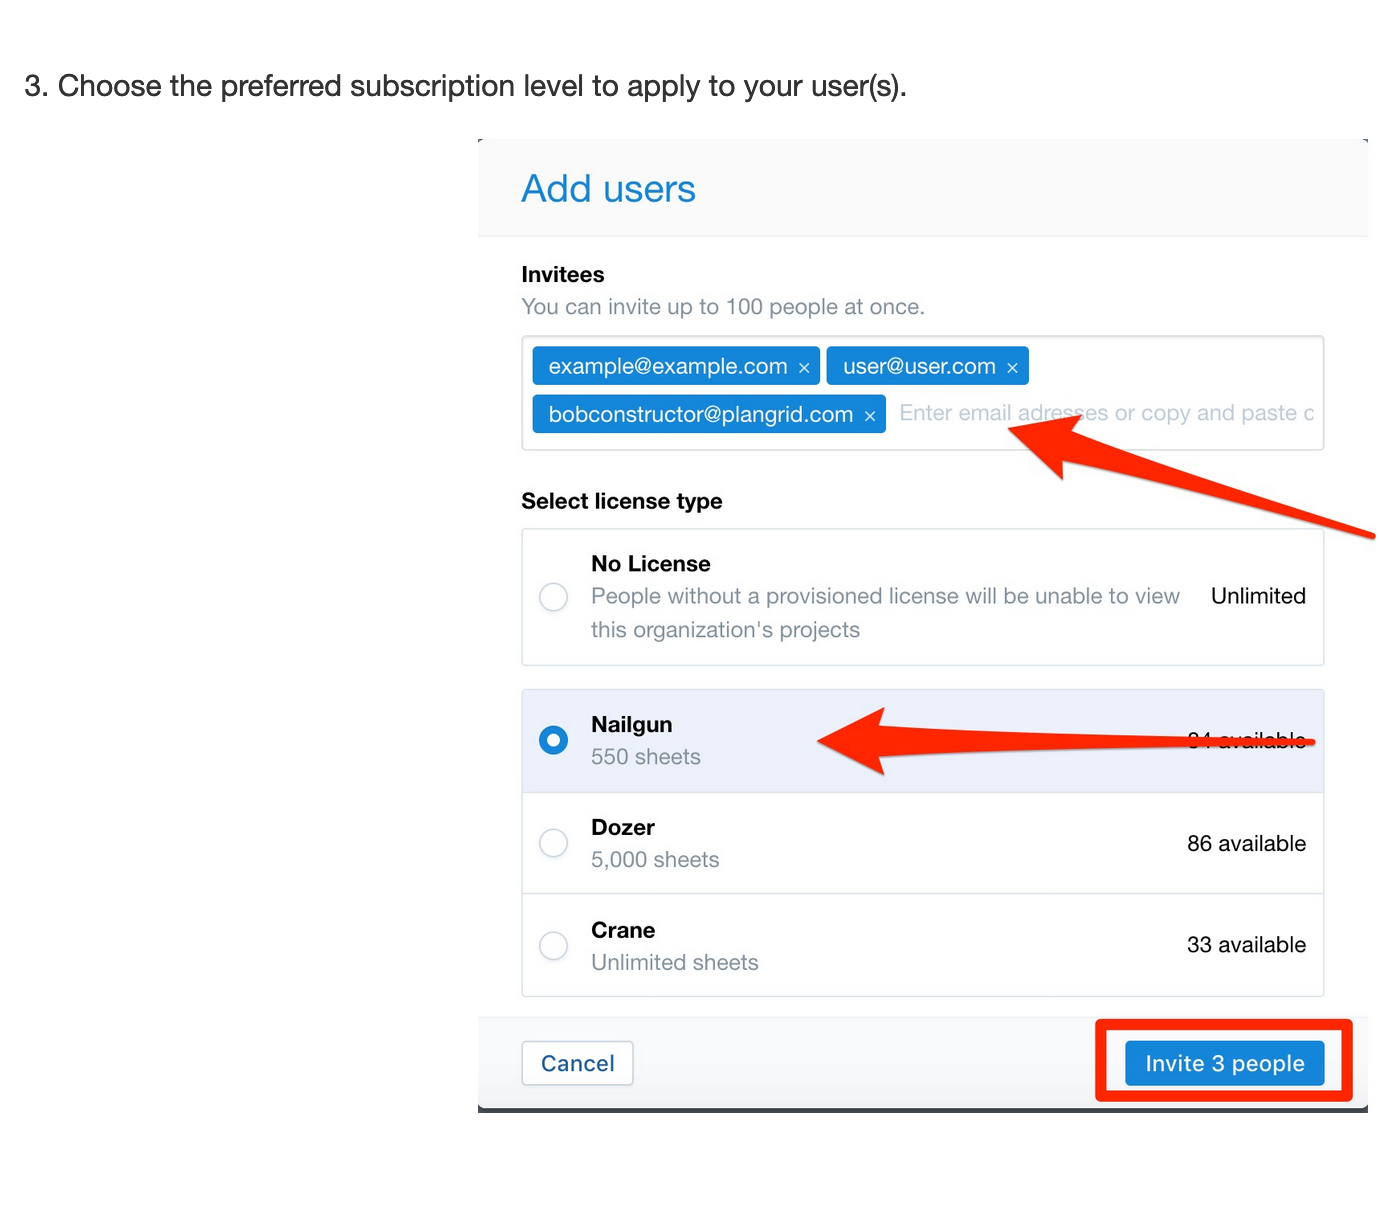 3. Choose the preferred subscription level to apply to your user(s).
Add users
Invitees
You can invite up to 100 people at once.
example@example.com × user@user.com ×
bobconstructor@plangrid.com × Enter email adresses or copy and paste c
Select license type
No License
People without a provisioned license will be unable to view
this organization's projects
Unlimited
Nailgun
550 sheets
available
Dozer
5,000 sheets
86 available
Crane
Unlimited sheets
33 available
Cancel
Invite 3 people